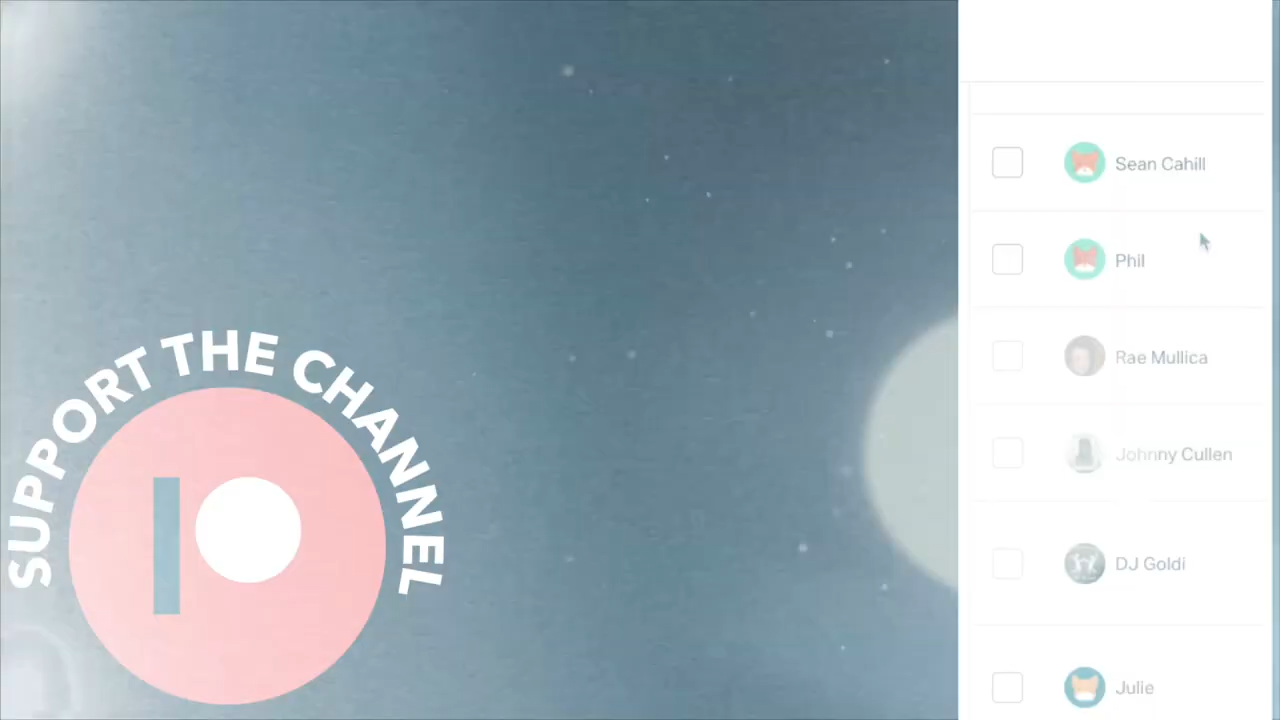 SUPPORT THE CHANNEL
Sean Cahill
Phil
Rae Mullica
Johnny Cullen
DJ Goldi
Julie